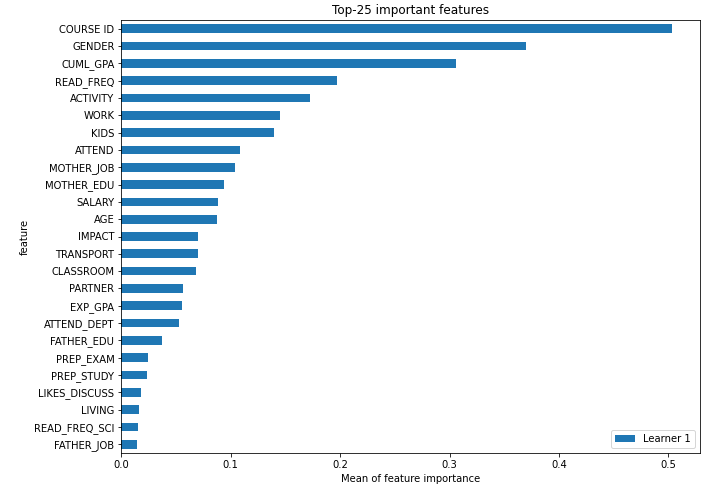 Top-25 important features
COURSE ID
GENDER
CUML_GPA
READ_FREQ
ACTIVITY
WORK
KIDS
ATTEND
MOTHER_JOB
MOTHER_EDU
SALARY
AGE
IMPACT
TRANSPORT
CLASSROOM
PARTNER
EXP_GPA
ATTEND_DEPT
FATHER_EDU
PREP_EXAM
PREP_STUDY
LIKES_DISCUSS
LIVING
READ_FREQ_SCI
FATHER_JOB
feature
Learner 1
0.0 0.1 0.2 0.3 0.4 0.5
Mean of feature importance